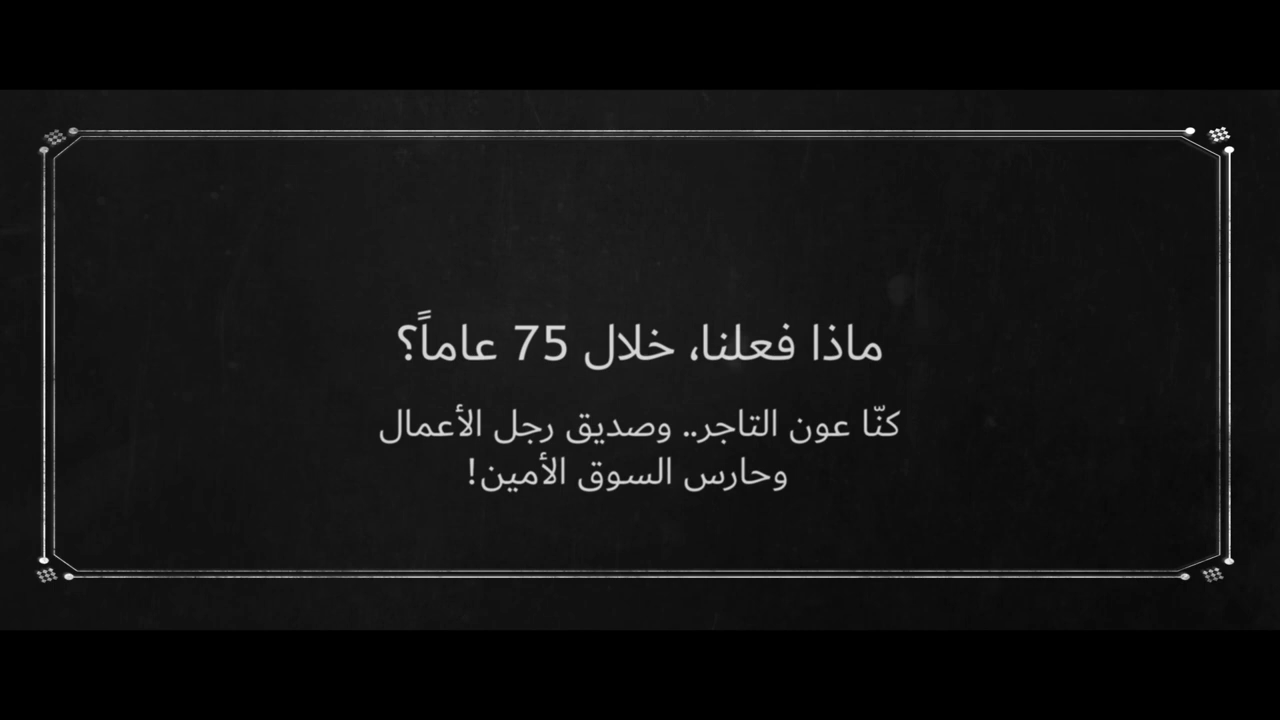 ماذا فعلنا، خلال 75 عاماً؟
كنّا عون التاجر.. وصديق رجل الأعمال
وحارس السوق الأمين!